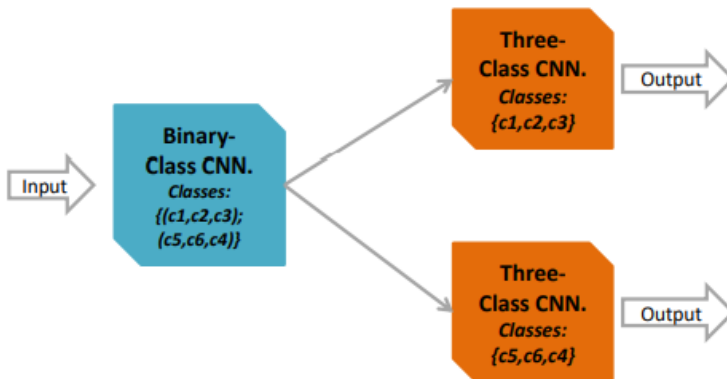 Input
Binary-
Class CNN.
Classes:
{(c1,c2,c3);
(c5,c6,c4)}
Three-
Class CNN.
Classes:
{c1,c2,c3}
Output
Three-
Class CNN.
Classes:
{c5,c6,c4}
Output